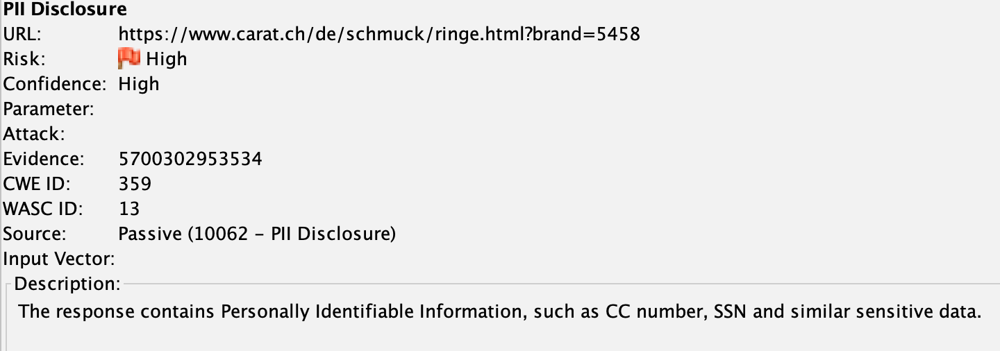 PII Disclosure
URL: https://www.carat.ch/de/schmuck/ringe.html?brand=5458
Risk: High
Confidence: High
Parameter:
Attack:
Evidence: 5700302953534
CWE ID: 359
WASC ID: 13
Source: Passive (10062 - PII Disclosure)
Input Vector:
Description:
The response contains Personally Identifiable Information, such as CC number, SSN and similar sensitive data.